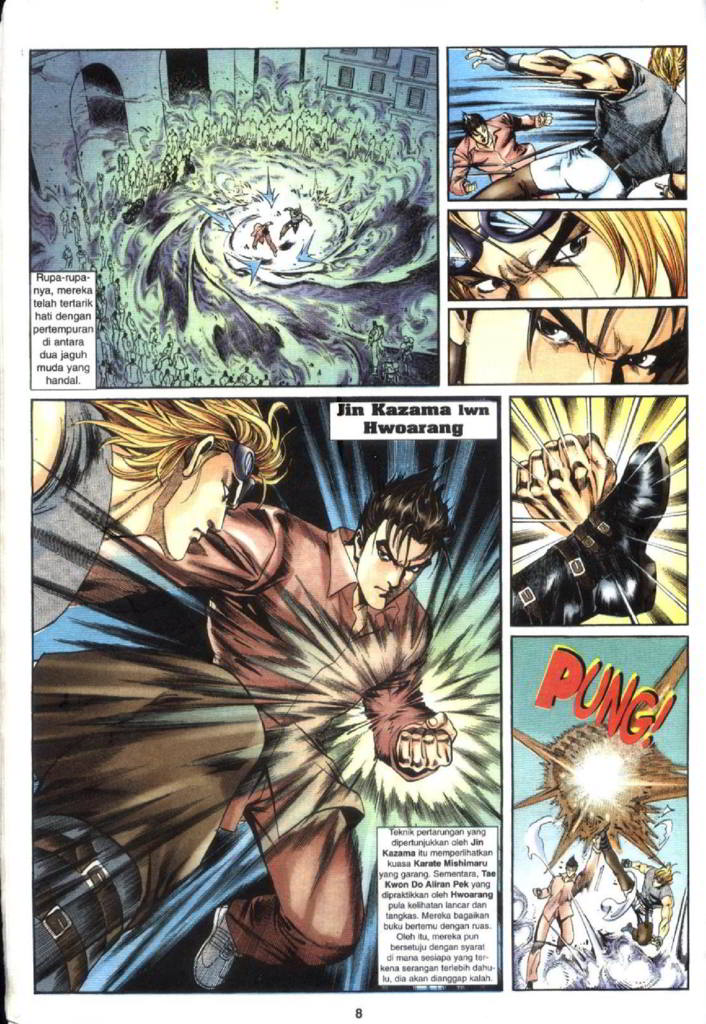 Rupa-rupa-
nya, mereka
telah tertarik
hati dengan
pertempuran
di antara
dua jaguh
muda yang
handal.
Jin Kazama lwn
Hwoarang
PUNG!
Teknik pertarungan yang
dipertunjukkan oleh Jin
Kazama itu memperlihatkan
kuasa Karate Mishimaru
yang garang. Sementara, Tae
Kwon Do Aliran Pek yang
dipraktikkan oleh Hwoarang
pula kelihatan lancar dan
tangkas. Mereka bagaikan
buku bertemu dengan ruas.
Oleh itu, mereka pun
bersetuju dengan syarat
di mana sesiapa yang ter-
kena serangan terlebih dahu-
lu, dia akan dianggap kalah.
8